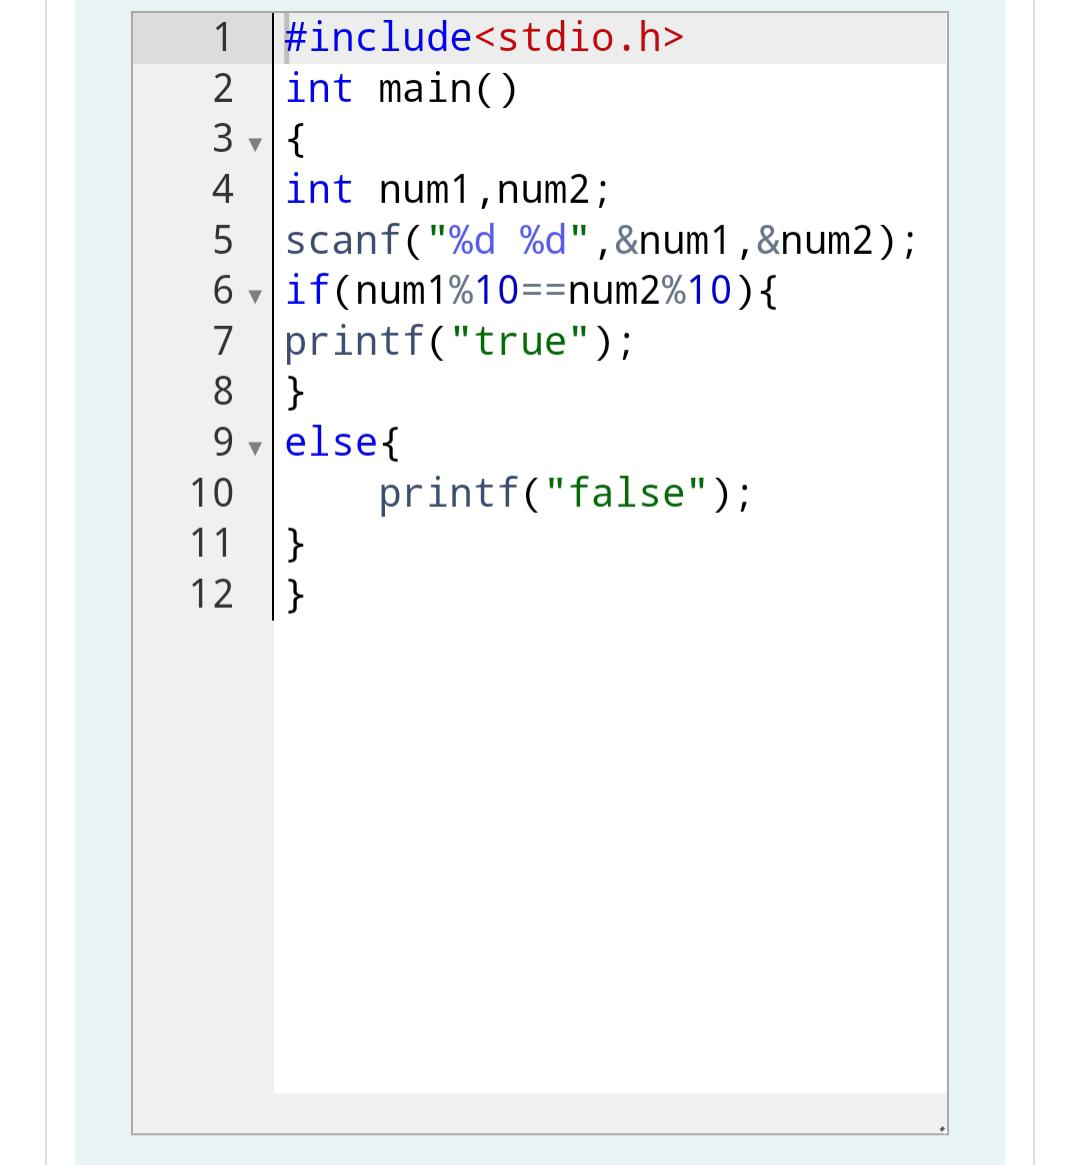 1 #include<stdio.h>
2 int main()
3 {
4 int num1,num2;
5 scanf("%d %d",&num1,&num2);
6 if(num1%10==num2%10){
7 printf("true");
8 }
9 else{
10     printf("false");
11 }
12 }